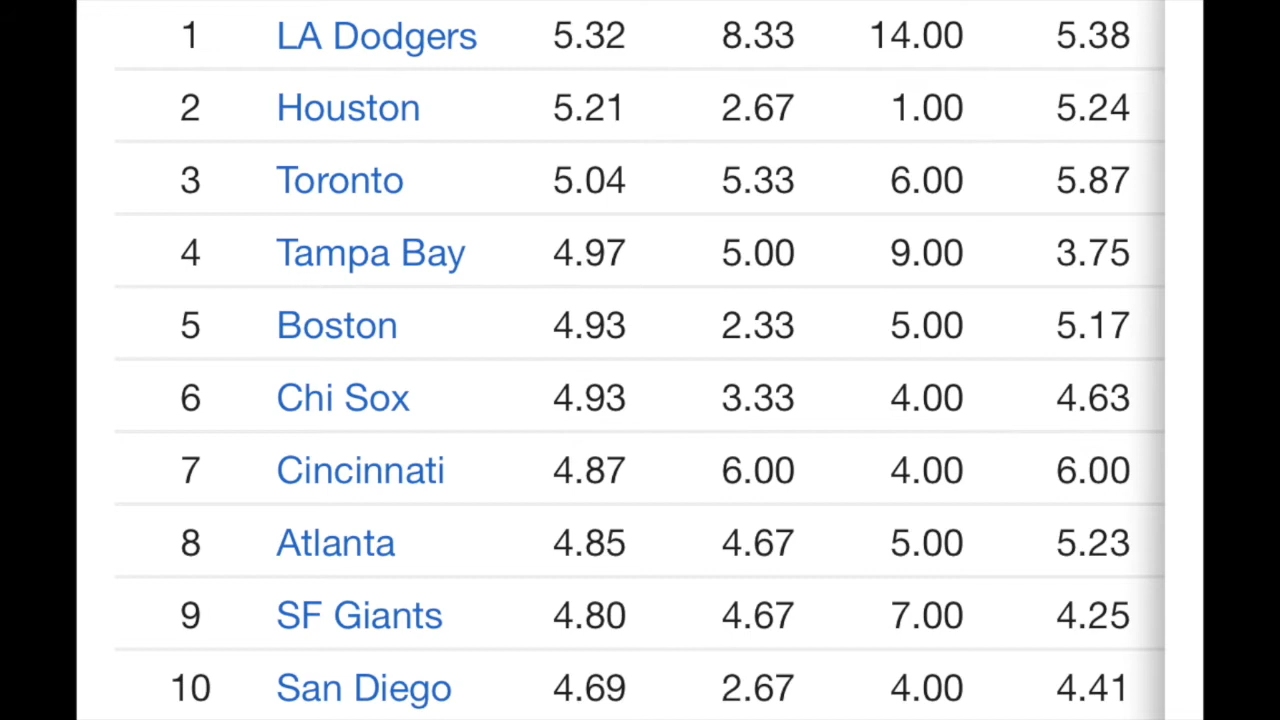 1 LA Dodgers 5.32 8.33 14.00 5.38
2 Houston 5.21 2.67 1.00 5.24
3 Toronto 5.04 5.33 6.00 5.87
4 Tampa Bay 4.97 5.00 9.00 3.75
5 Boston 4.93 2.33 5.00 5.17
6 Chi Sox 4.93 3.33 4.00 4.63
7 Cincinnati 4.87 6.00 4.00 6.00
8 Atlanta 4.85 4.67 5.00 5.23
9 SF Giants 4.80 4.67 7.00 4.25
10 San Diego 4.69 2.67 4.00 4.41